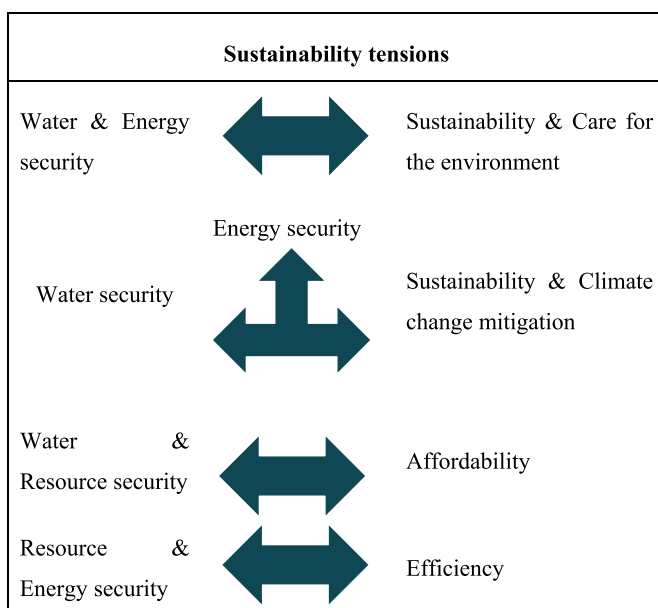 Sustainability tensions
Water & Energy
security
Sustainability & Care for
the environment
Energy security
Water security
Sustainability & Climate
change mitigation
Water &
Resource security
Affordability
Resource &
Energy security
Efficiency